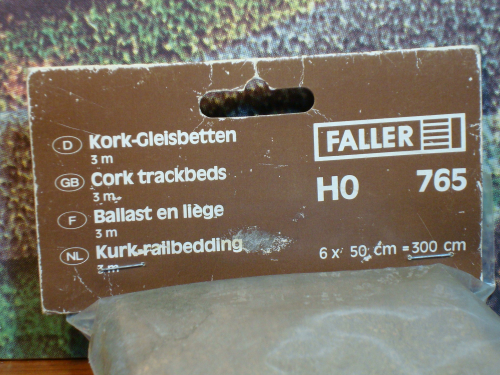 D Kork-Gleisbetten
3 m
GB Cork trackbeds
3 m
F Ballast en liège
3 m
NL Kurk-railbedding
3 m
FALLER
H0 765
6 x 50 cm = 300 cm